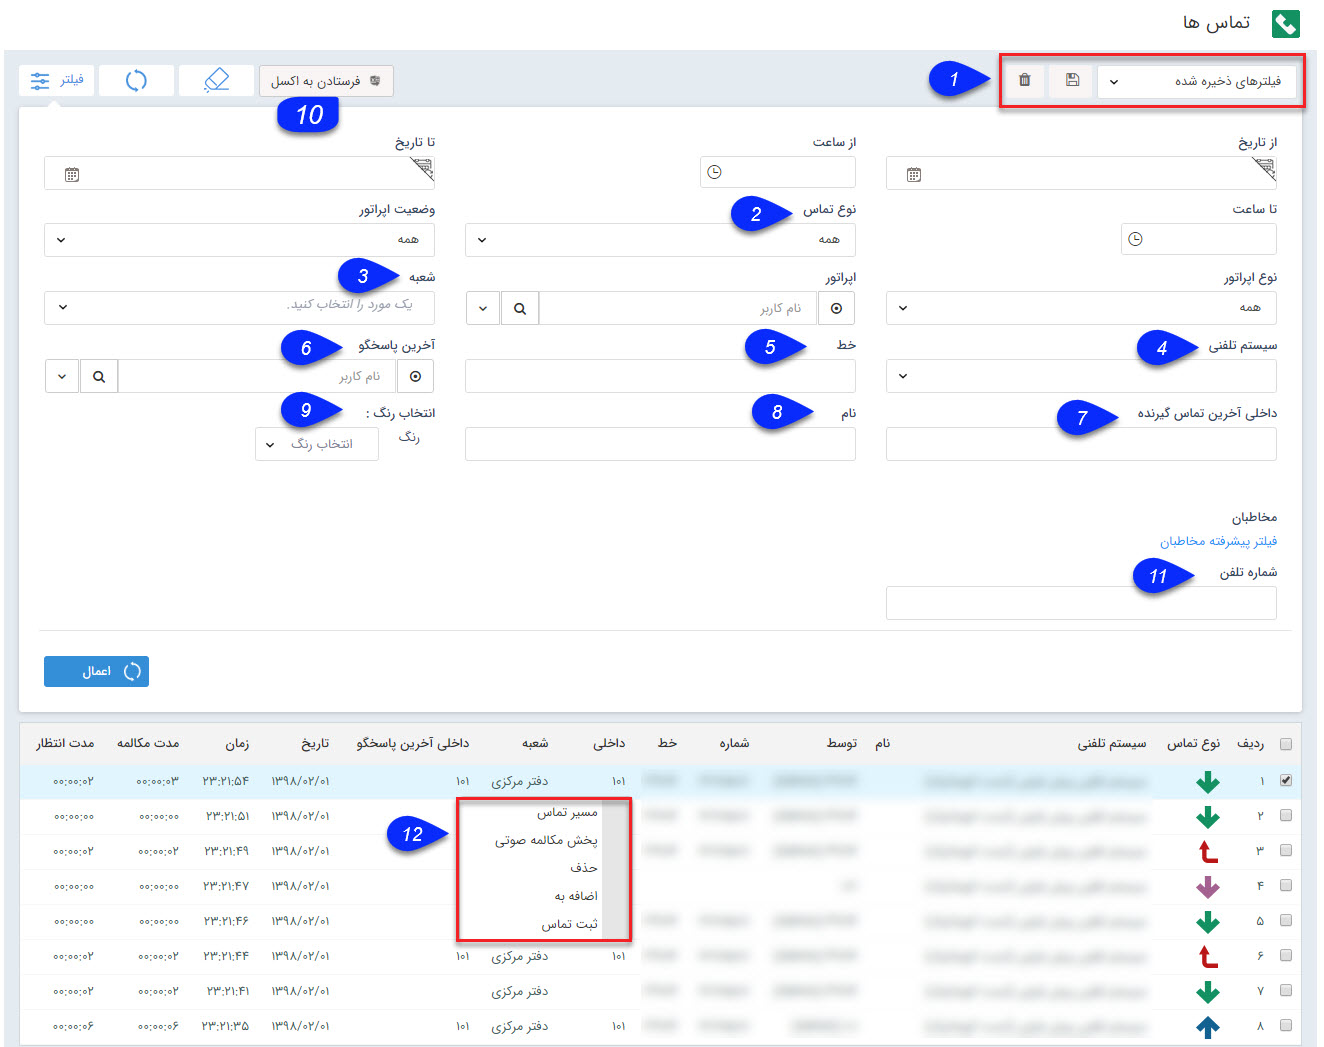 تماس ها
فیلترهای ذخیره شده
1
فرستادن به اکسل
فیلتر
10
از تاریخ
از ساعت
تا تاریخ
تا ساعت
نوع تماس
2
وضعیت اپراتور
همه
همه
نوع اپراتور
اپراتور
شعبه
3
همه
نام کاربر
یک مورد را انتخاب کنید.
سیستم تلفنی
4
خط
5
آخرین پاسخگو
6
نام کاربر
داخلی آخرین تماس گیرنده
7
نام
8
انتخاب رنگ :
9
رنگ
انتخاب رنگ
مخاطبان
فیلتر پیشرفته مخاطبان
شماره تلفن
11
اعمال
ردیف نوع تماس سیستم تلفنی نام توسط شماره خط داخلی شعبه داخلی آخرین پاسخگو تاریخ زمان مدت مکالمه مدت انتظار
۱ ۱۰۱ دفتر مرکزی ۱۰۱ ۱۳۹۸/۰۲/۰۱ ۲۳:۲۱:۵۴ ۰۰:۰۰:۰۳ ۰۰:۰۰:۰۲
۲ ۱۳۹۸/۰۲/۰۱ ۲۳:۲۱:۵۱ ۰۰:۰۰:۰۰ ۰۰:۰۰:۰۰
۳ ۱۳۹۸/۰۲/۰۱ ۲۳:۲۱:۴۹ ۰۰:۰۰:۰۲ ۰۰:۰۰:۰۲
۴ ۱۳۹۸/۰۲/۰۱ ۲۳:۲۱:۴۷ ۰۰:۰۰:۰۰ ۰۰:۰۰:۰۰
۵ ۱۳۹۸/۰۲/۰۱ ۲۳:۲۱:۴۶ ۰۰:۰۰:۰۰ ۰۰:۰۰:۰۰
۶ ۱۰۱ دفتر مرکزی ۱۰۱ ۱۳۹۸/۰۲/۰۱ ۲۳:۲۱:۴۴ ۰۰:۰۰:۰۲ ۰۰:۰۰:۰۲
۷ دفتر مرکزی ۱۳۹۸/۰۲/۰۱ ۲۳:۲۱:۴۱ ۰۰:۰۰:۰۲ ۰۰:۰۰:۰۲
۸ ۱۰۱ دفتر مرکزی ۱۰۱ ۱۳۹۸/۰۲/۰۱ ۲۳:۲۱:۳۵ ۰۰:۰۰:۰۶ ۰۰:۰۰:۰۶
مسیر تماس
پخش مکالمه صوتی
حذف
اضافه به
ثبت تماس
12